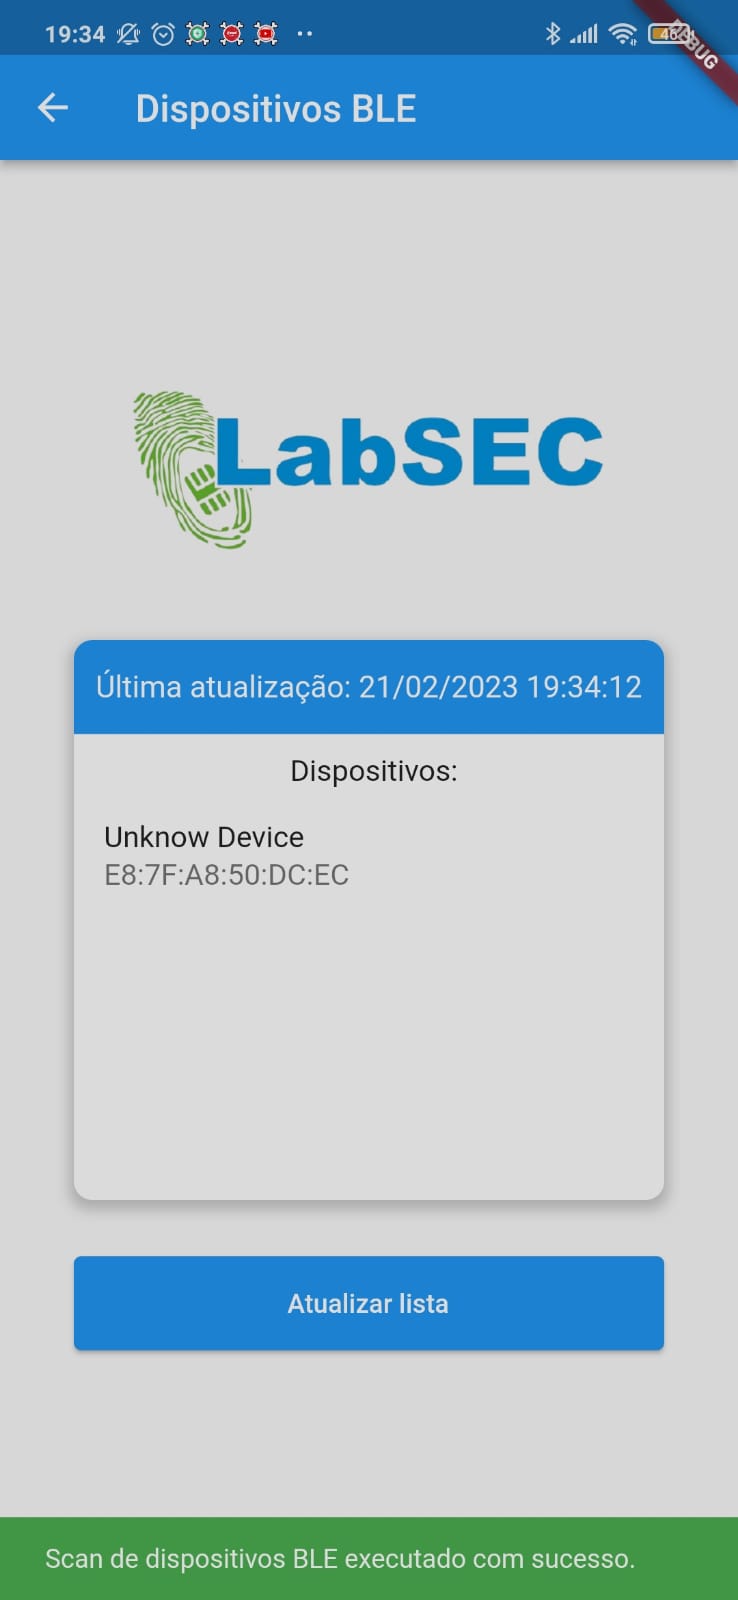 19:34
46
DEBUG
Dispositivos BLE
LabSEC
Última atualização: 21/02/2023 19:34:12
Dispositivos:
Unknow Device
E8:7F:A8:50:DC:EC
Atualizar lista
Scan de dispositivos BLE executado com sucesso.